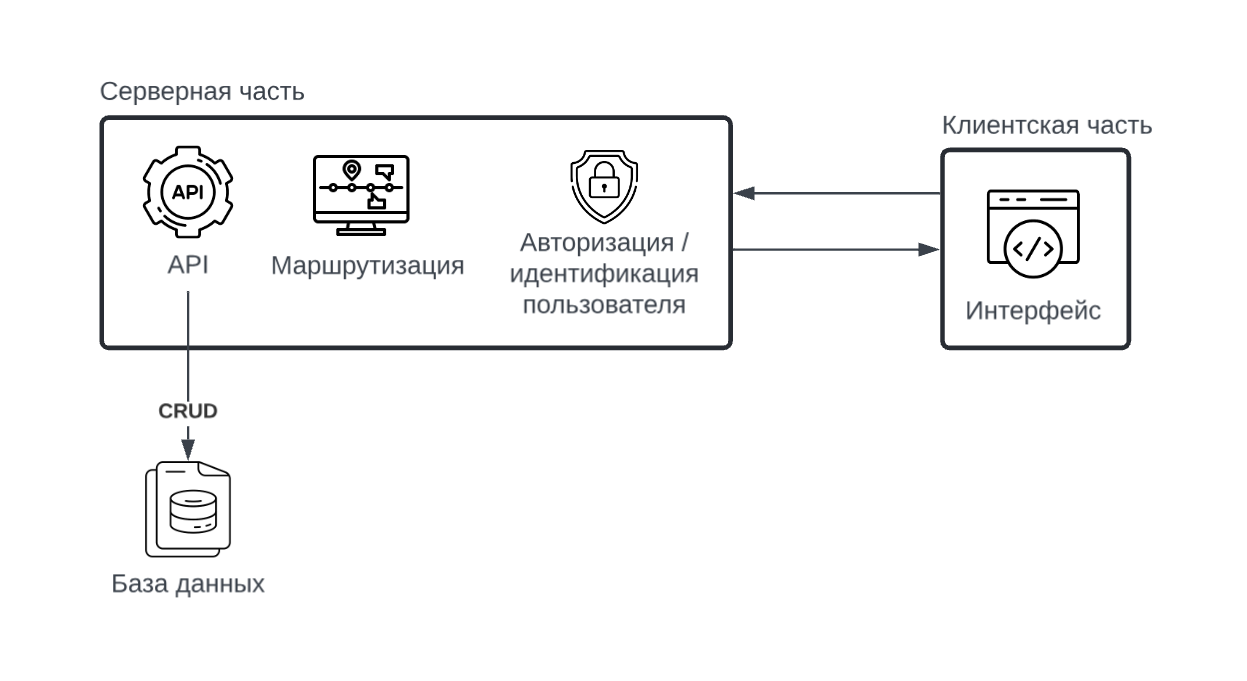 Серверная часть
Клиентская часть
API
API
Маршрутизация
Авторизация /
идентификация
пользователя
</>
Интерфейс
CRUD
База данных